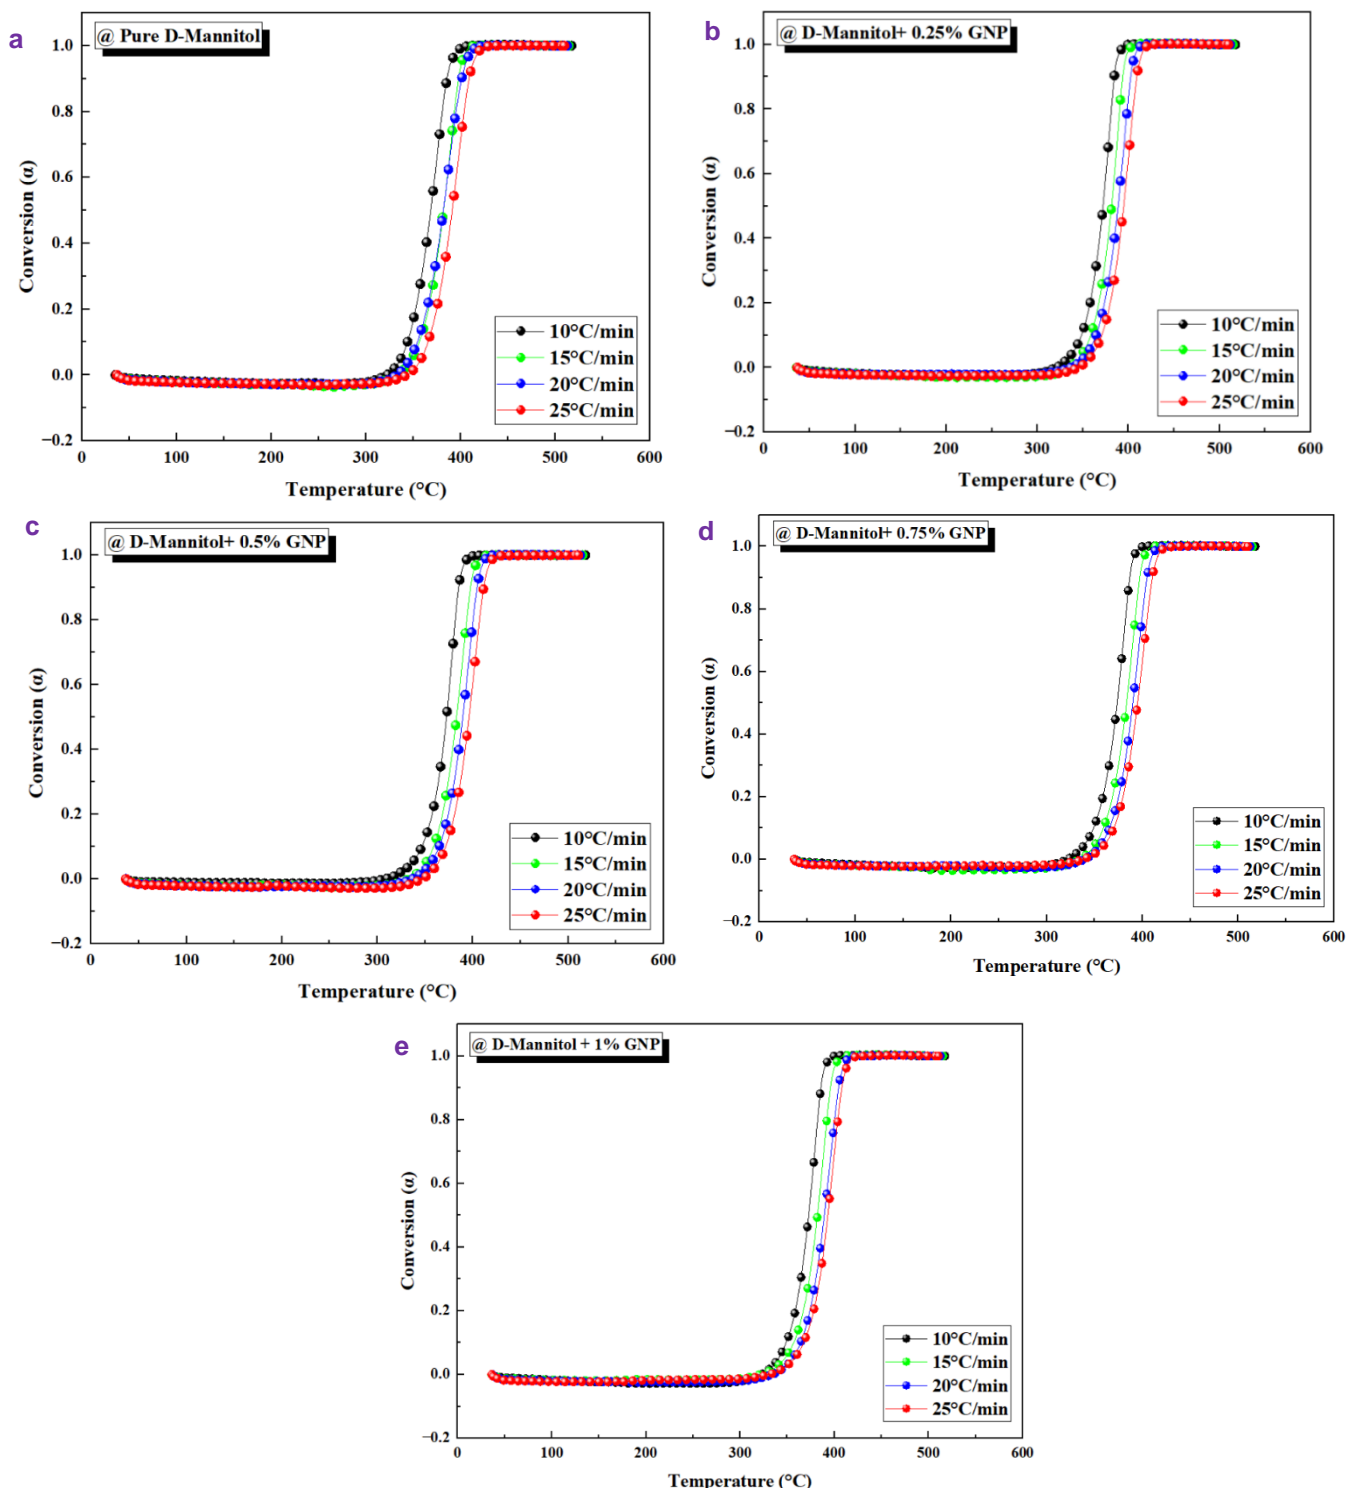 a
@ Pure D-Mannitol
1.0
0.8
0.6
0.4
0.2
0.0
−0.2
Conversion (α)
0 100 200 300 400 500 600
Temperature (°C)
10°C/min
15°C/min
20°C/min
25°C/min
b
@ D-Mannitol+ 0.25% GNP
1.0
0.8
0.6
0.4
0.2
0.0
−0.2
Conversion (α)
0 100 200 300 400 500 600
Temperature (°C)
10°C/min
15°C/min
20°C/min
25°C/min
c
@ D-Mannitol+ 0.5% GNP
1.0
0.8
0.6
0.4
0.2
0.0
−0.2
Conversion (α)
0 100 200 300 400 500 600
Temperature (°C)
10°C/min
15°C/min
20°C/min
25°C/min
d
@ D-Mannitol+ 0.75% GNP
1.0
0.8
0.6
0.4
0.2
0.0
−0.2
Conversion (α)
0 100 200 300 400 500 600
Temperature (°C)
10°C/min
15°C/min
20°C/min
25°C/min
e
@ D-Mannitol + 1% GNP
1.0
0.8
0.6
0.4
0.2
0.0
−0.2
Conversion (α)
0 100 200 300 400 500 600
Temperature (°C)
10°C/min
15°C/min
20°C/min
25°C/min